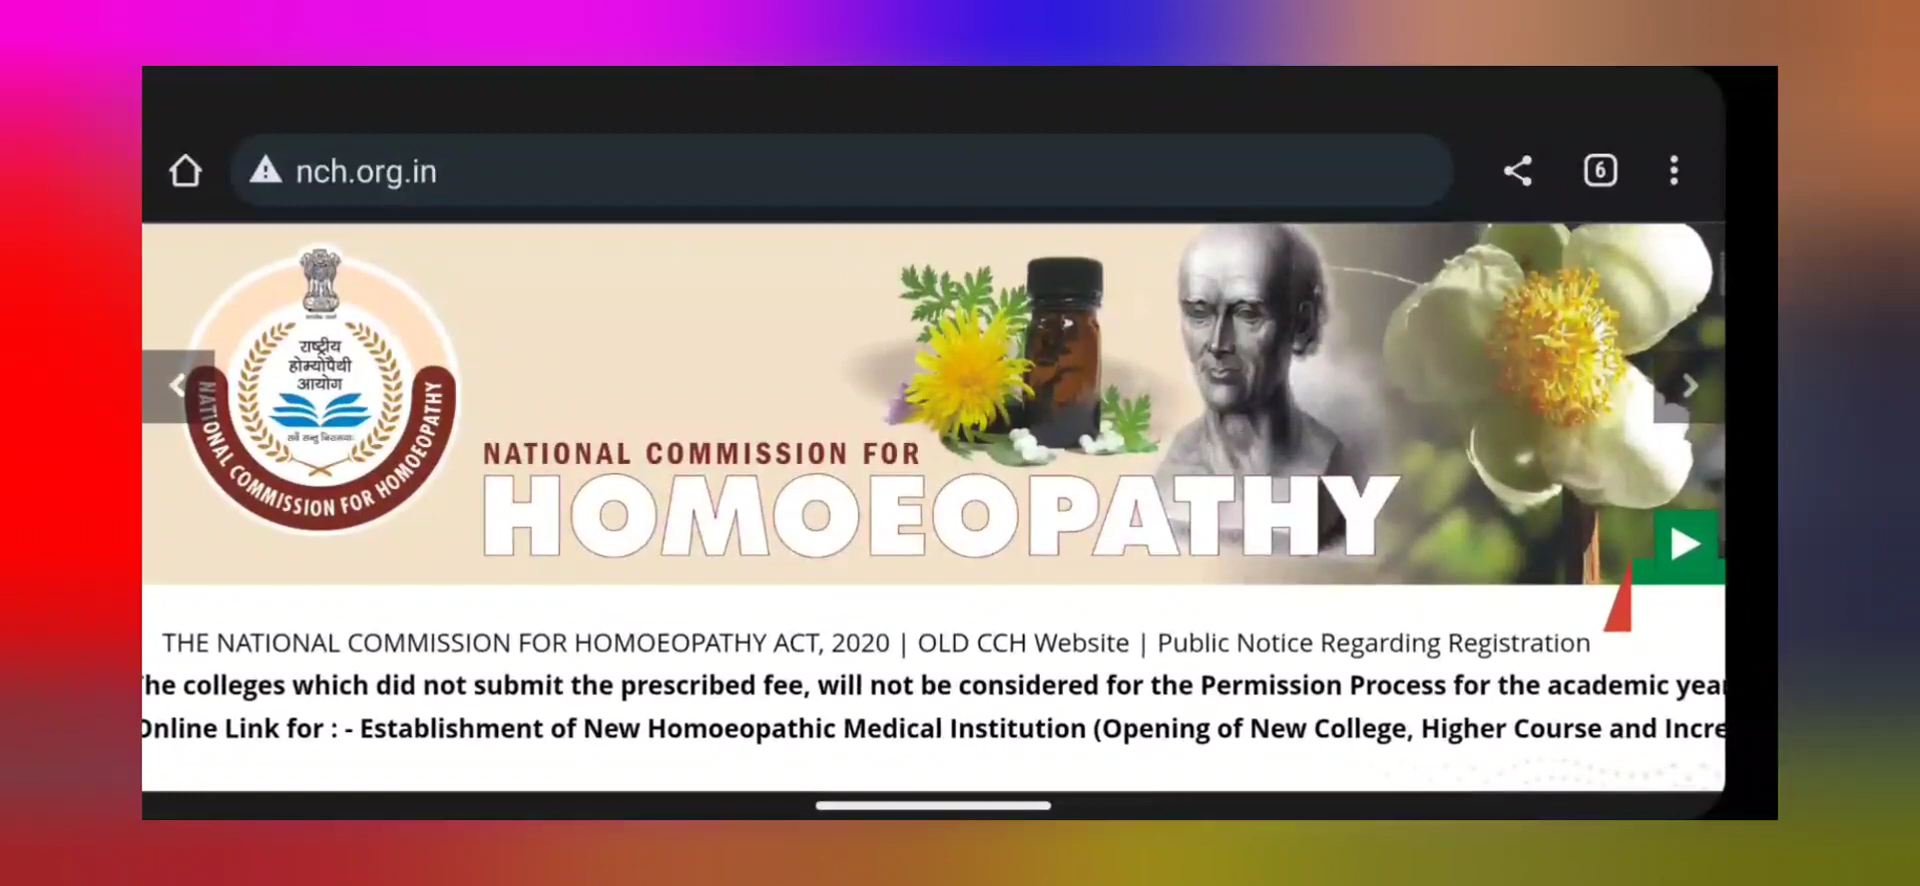 nch.org.in
6
राष्ट्रीय
होम्योपैथी
आयोग
NATIONAL COMMISSION FOR HOMOEOPATHY
NATIONAL COMMISSION FOR
HOMOEOPATHY
THE NATIONAL COMMISSION FOR HOMOEOPATHY ACT, 2020 | OLD CCH Website | Public Notice Regarding Registration
he colleges which did not submit the prescribed fee, will not be considered for the Permission Process for the academic year
Online Link for : - Establishment of New Homoeopathic Medical Institution (Opening of New College, Higher Course and Incre